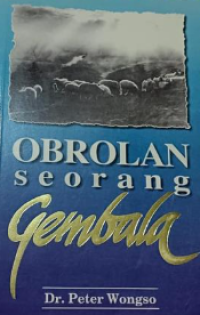 OBROLAN
seorang
Gembala
Dr. Peter Wongso